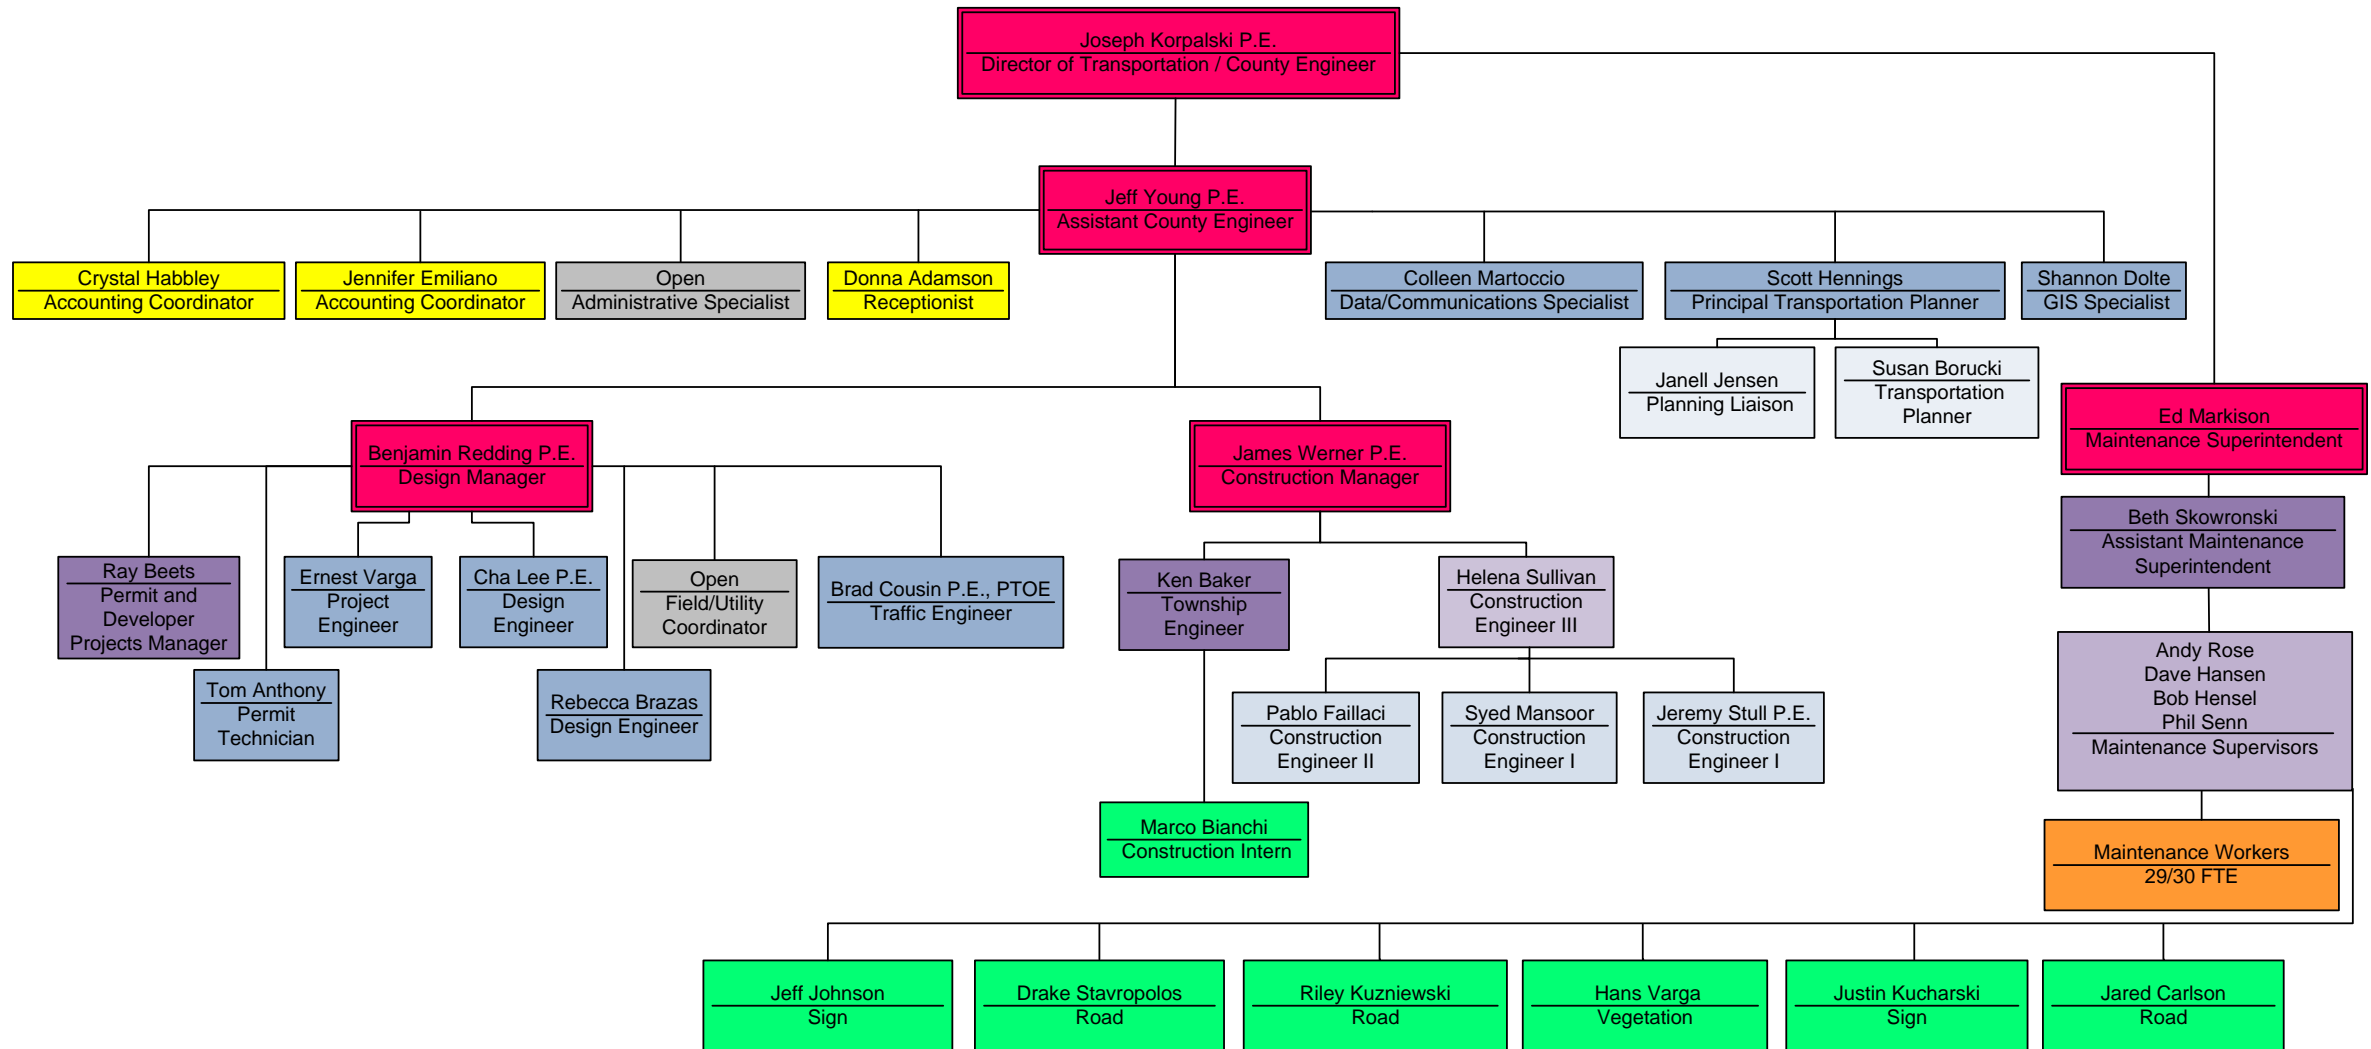 Joseph Korpalski P.E.
Director of Transportation / County Engineer
Jeff Young P.E.
Assistant County Engineer
Crystal Habbley
Accounting Coordinator
Jennifer Emiliano
Accounting Coordinator
Open
Administrative Specialist
Donna Adamson
Receptionist
Colleen Martoccio
Data/Communications Specialist
Scott Hennings
Principal Transportation Planner
Shannon Dolte
GIS Specialist
Janell Jensen
Planning Liaison
Susan Borucki
Transportation
Planner
Benjamin Redding P.E.
Design Manager
James Werner P.E.
Construction Manager
Ed Markison
Maintenance Superintendent
Beth Skowronski
Assistant Maintenance
Superintendent
Ray Beets
Permit and
Developer
Projects Manager
Ernest Varga
Project
Engineer
Cha Lee P.E.
Design
Engineer
Open
Field/Utility
Coordinator
Brad Cousin P.E., PTOE
Traffic Engineer
Ken Baker
Township
Engineer
Helena Sullivan
Construction
Engineer III
Tom Anthony
Permit
Technician
Rebecca Brazas
Design Engineer
Pablo Faillaci
Construction
Engineer II
Syed Mansoor
Construction
Engineer I
Jeremy Stull P.E.
Construction
Engineer I
Andy Rose
Dave Hansen
Bob Hensel
Phil Senn
Maintenance Supervisors
Marco Bianchi
Construction Intern
Maintenance Workers
29/30 FTE
Jeff Johnson
Sign
Drake Stavropolos
Road
Riley Kuzniewski
Road
Hans Varga
Vegetation
Justin Kucharski
Sign
Jared Carlson
Road